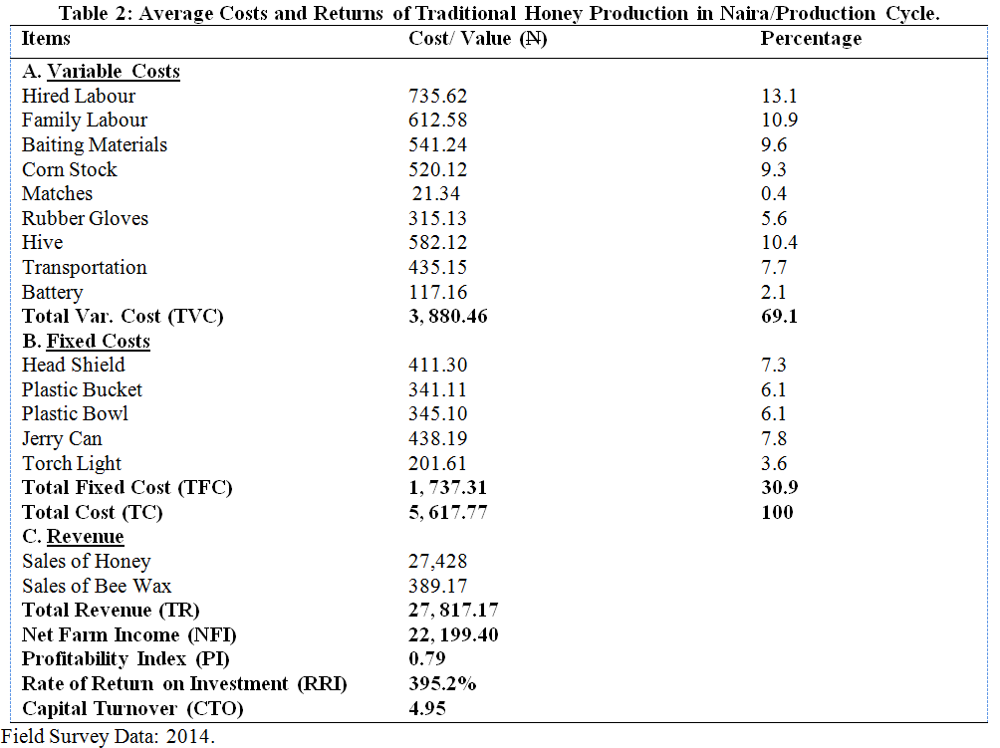 Table 2: Average Costs and Returns of Traditional Honey Production in Naira/Production Cycle.
Items Cost/ Value (₦) Percentage
A. Variable Costs
Hired Labour 735.62 13.1
Family Labour 612.58 10.9
Baiting Materials 541.24 9.6
Corn Stock 520.12 9.3
Matches 21.34 0.4
Rubber Gloves 315.13 5.6
Hive 582.12 10.4
Transportation 435.15 7.7
Battery 117.16 2.1
Total Var. Cost (TVC) 3, 880.46 69.1
B. Fixed Costs
Head Shield 411.30 7.3
Plastic Bucket 341.11 6.1
Plastic Bowl 345.10 6.1
Jerry Can 438.19 7.8
Torch Light 201.61 3.6
Total Fixed Cost (TFC) 1, 737.31 30.9
Total Cost (TC) 5, 617.77 100
C. Revenue
Sales of Honey 27,428
Sales of Bee Wax 389.17
Total Revenue (TR) 27, 817.17
Net Farm Income (NFI) 22, 199.40
Profitability Index (PI) 0.79
Rate of Return on Investment (RRI) 395.2%
Capital Turnover (CTO) 4.95
Field Survey Data: 2014.